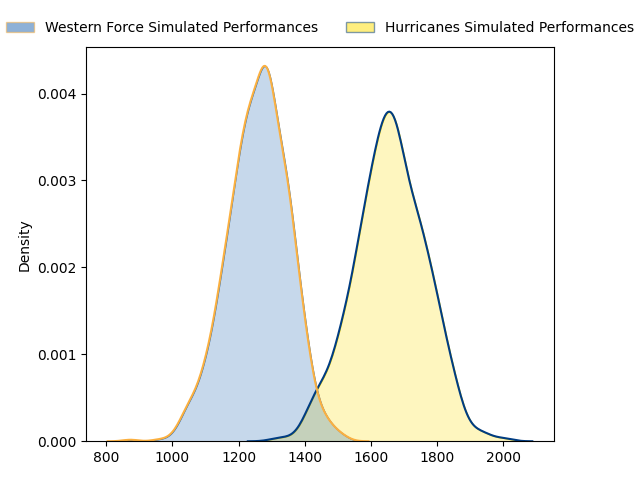 Western Force Simulated Performances
Hurricanes Simulated Performances
Density
0.004
0.003
0.002
0.001
0.000
800 1000 1200 1400 1600 1800 2000